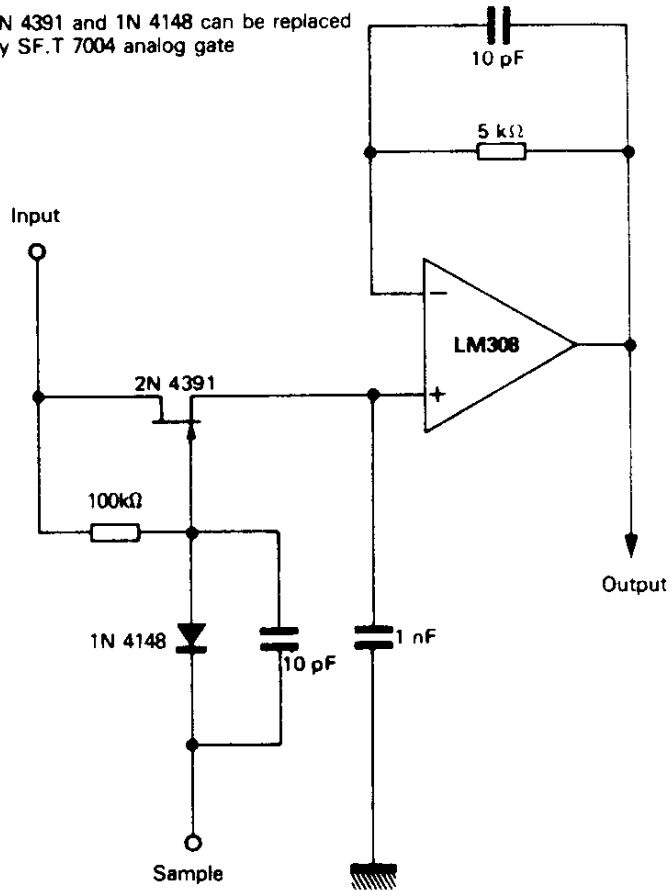 N 4391 and 1N 4148 can be replaced
y SF.T 7004 analog gate
10 pF
5 kΩ
Input
LM308
2N 4391
100kΩ
Output
1N 4148
10 pF
1 nF
Sample